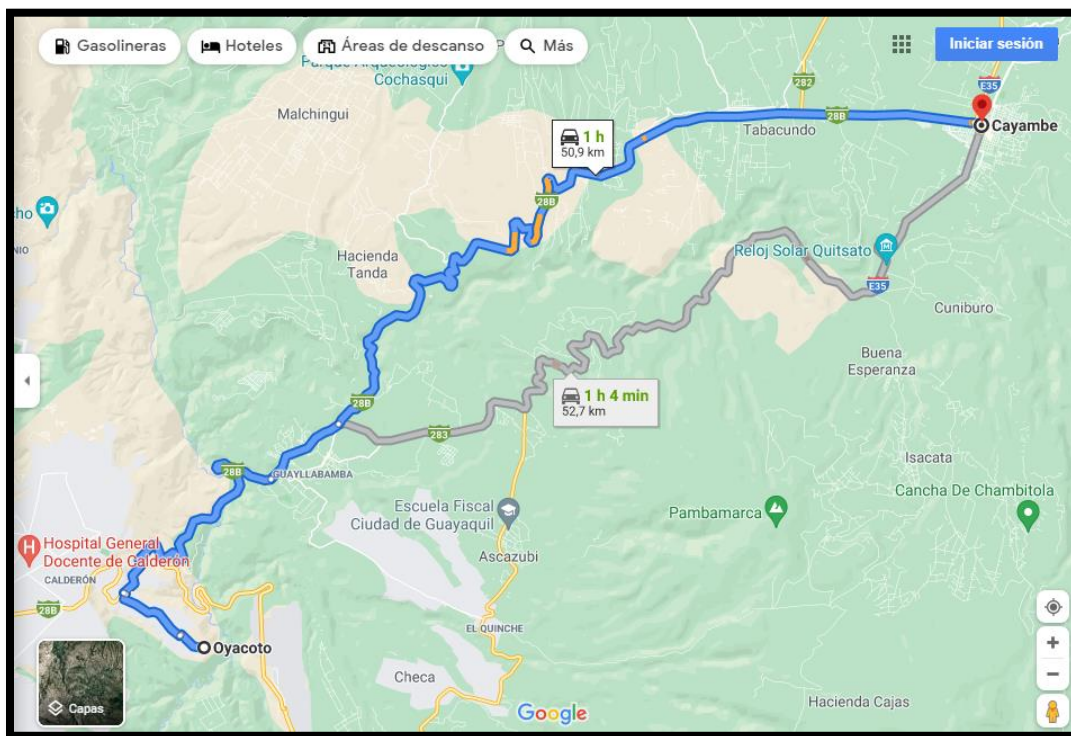 Gasolineras
Hoteles
Áreas de descanso
Más
Iniciar sesión
Parque Arqueológico
Cochasqui
Malchingui
282
E35
28B
Tabacundo
Cayambe
1 h
50,9 km
28B
Hacienda
Tanda
Reloj Solar Quitsato
E35
Cuniburo
Buena
Esperanza
1 h 4 min
52,7 km
28B
283
28B
GUAYLLABAMBA
Isacata
Escuela Fiscal
Ciudad de Guayaquil
Pambamarca
Cancha De Chambitola
Hospital General
Docente de Calderón
Ascazubi
CALDERÓN
28B
EL QUINCHE
Oyacoto
Checa
Capas
Google
Hacienda Cajas